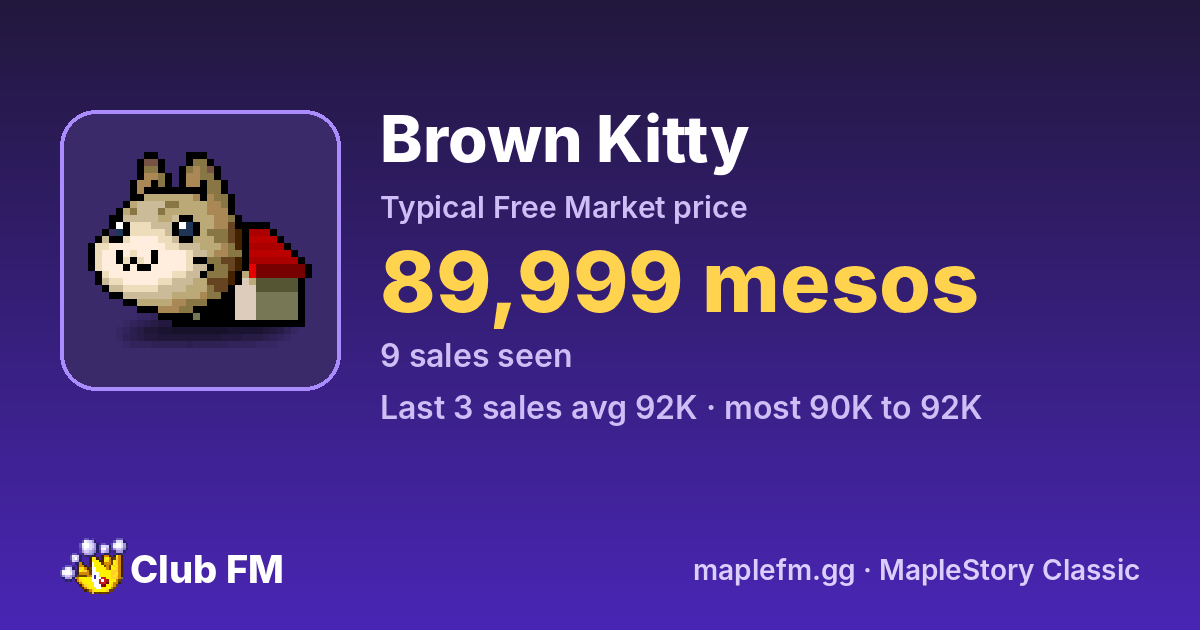 Brown Kitty
Typical Free Market price
89,999 mesos
9 sales seen
Last 3 sales avg 92K · most 90K to 92K
Club FM
maplefm.gg · MapleStory Classic